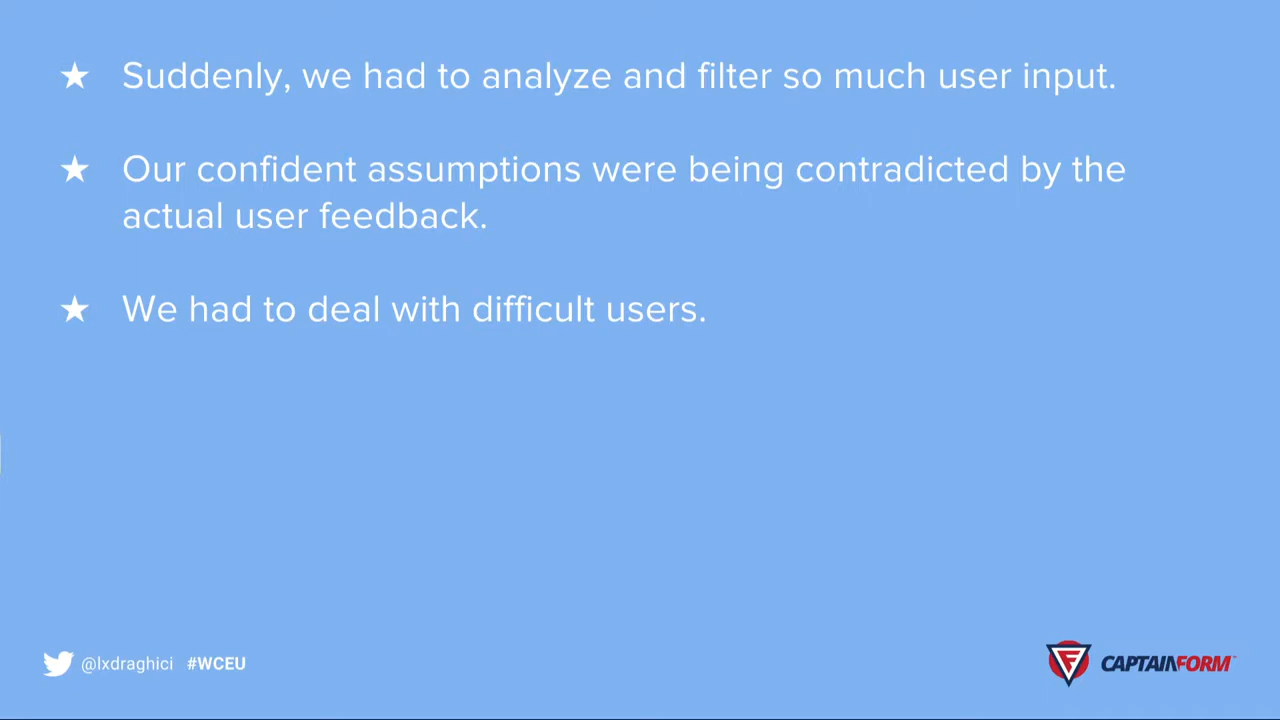 ★ Suddenly, we had to analyze and filter so much user input.
★ Our confident assumptions were being contradicted by the
actual user feedback.
★ We had to deal with difficult users.
@lxdraghici #WCEU
CAPTAINFORM™